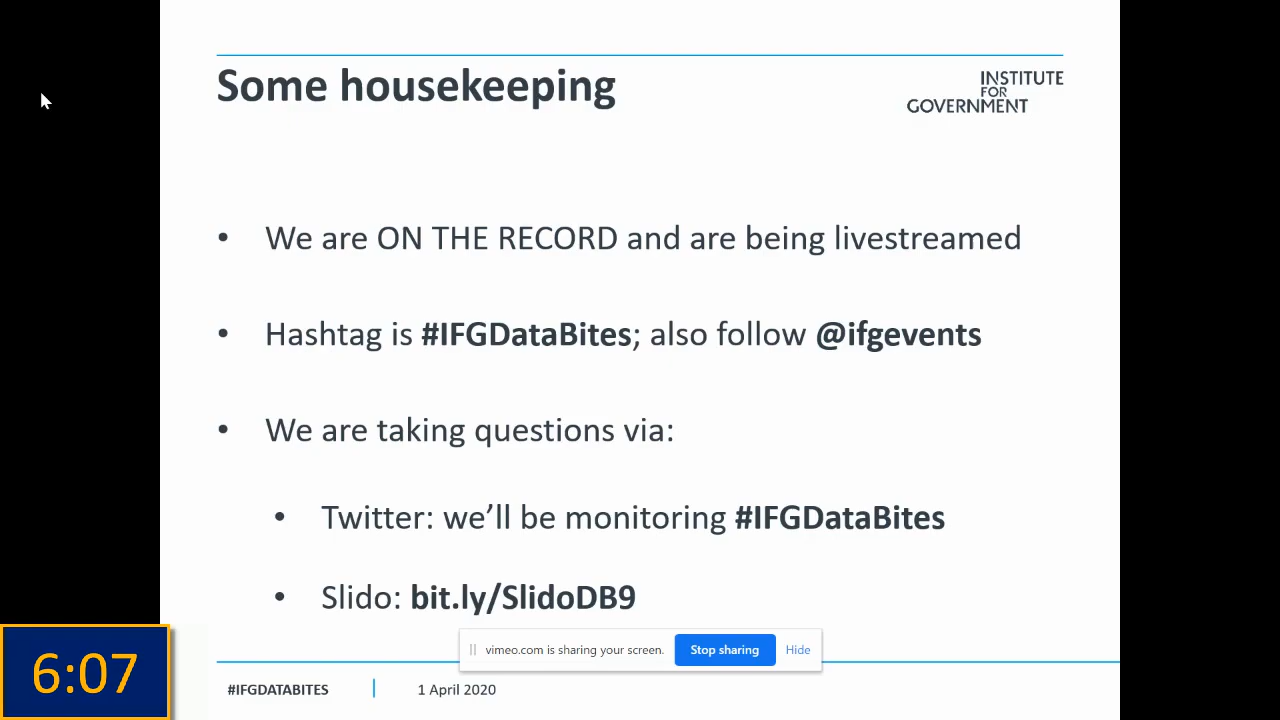 Some housekeeping
INSTITUTE
FOR
GOVERNMENT
• We are ON THE RECORD and are being livestreamed
• Hashtag is #IFGDataBites; also follow @ifgevents
• We are taking questions via:
• Twitter: we’ll be monitoring #IFGDataBites
• Slido: bit.ly/SlidoDB9
vimeo.com is sharing your screen. Stop sharing Hide
6:07
#IFGDATABITES 1 April 2020